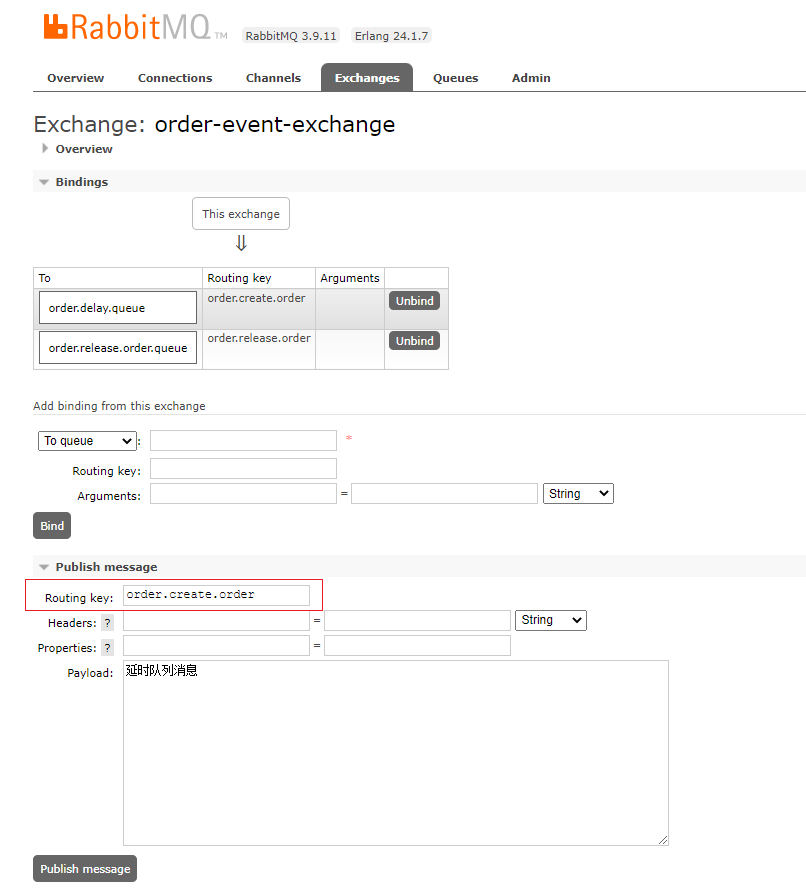 RabbitMQ TM RabbitMQ 3.9.11 Erlang 24.1.7
Overview Connections Channels Exchanges Queues Admin
Exchange: order-event-exchange
Overview
Bindings
This exchange
⇓
To Routing key Arguments
order.delay.queue order.create.order Unbind
order.release.order.queue order.release.order Unbind
Add binding from this exchange
To queue : *
Routing key:
Arguments: = String
Bind
Publish message
Routing key: order.create.order
Headers: ? = String
Properties: ? =
Payload: 延时队列消息
Publish message